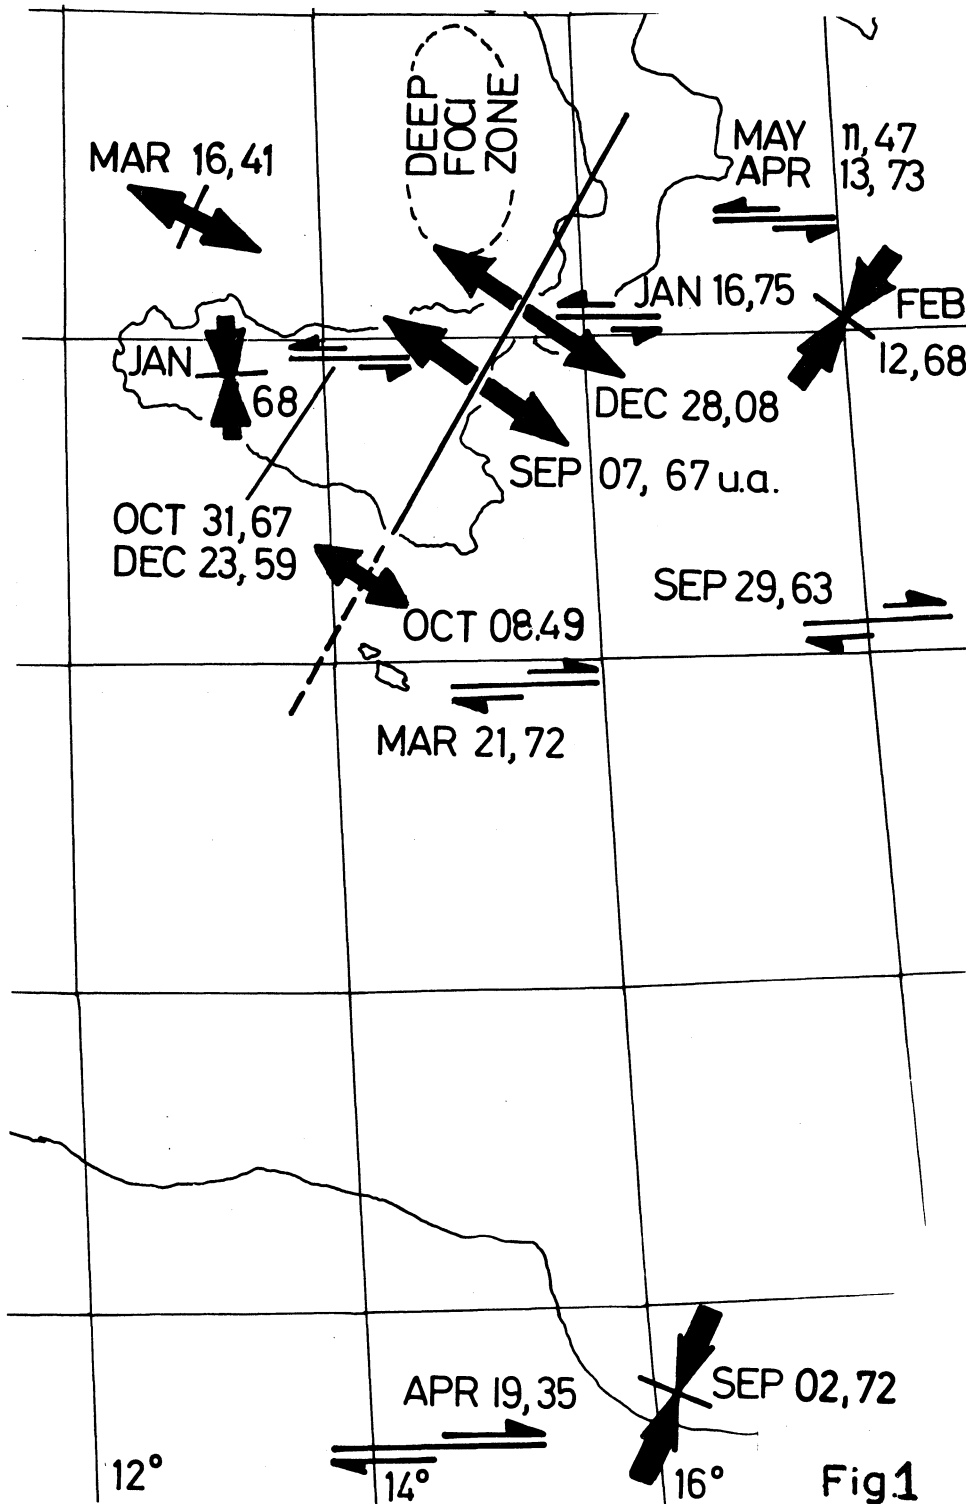 DEEP
FOCI
ZONE
MAR 16,41
MAY 11,47
APR 13,73
JAN 16,75
FEB
12,68
JAN
68
DEC 28,08
SEP 07, 67 u.a.
OCT 31,67
DEC 23,59
SEP 29,63
OCT 08.49
MAR 21,72
APR 19,35
SEP 02,72
12°
14°
16°
Fig.1